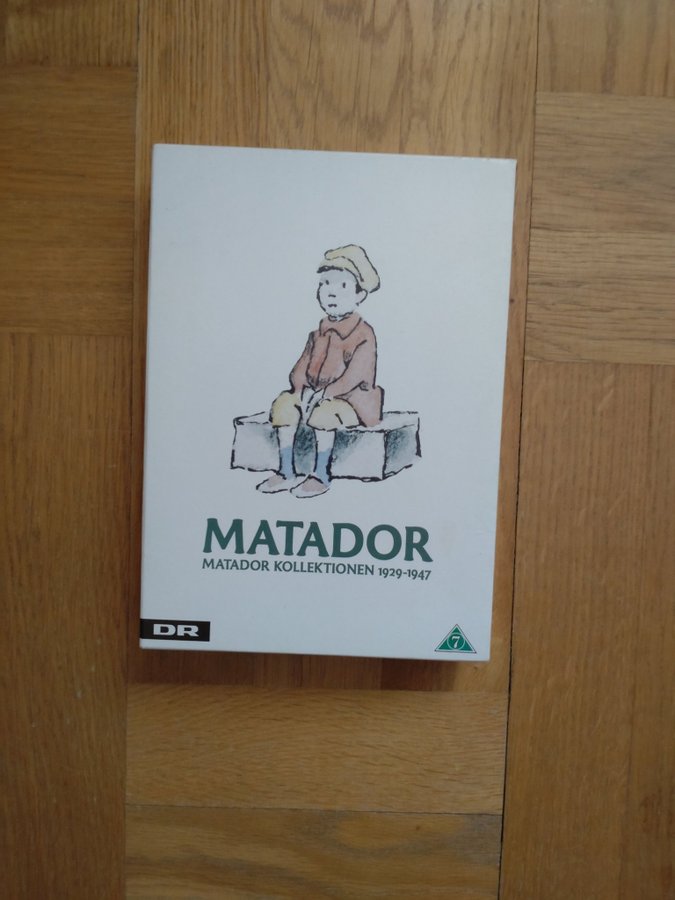 MATADOR
MATADOR KOLLEKTIONEN 1929-1947
DR
7